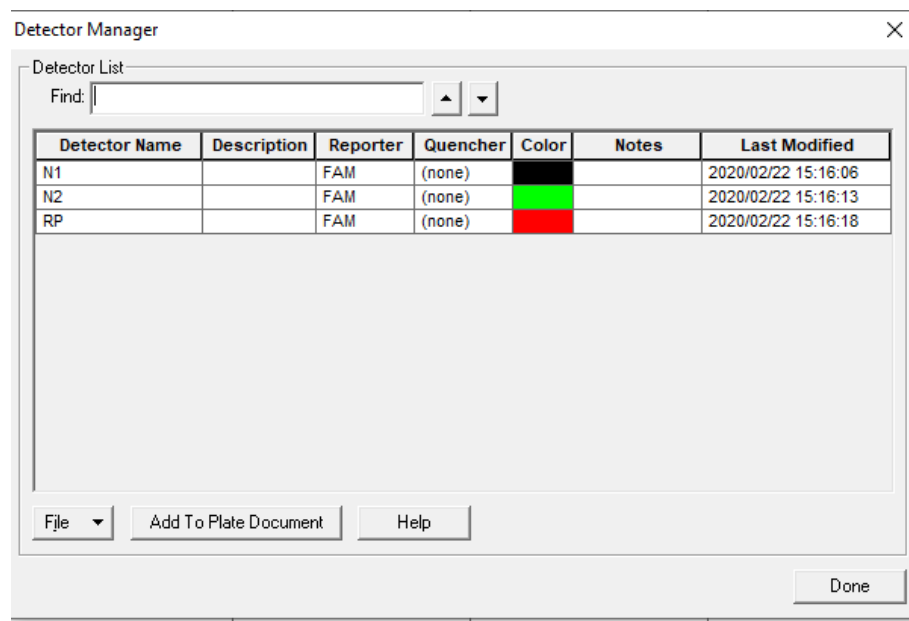 Detector Manager
Detector List
Find:
Detector Name Description Reporter Quencher Color Notes Last Modified
N1 FAM (none) 2020/02/22 15:16:06
N2 FAM (none) 2020/02/22 15:16:13
RP FAM (none) 2020/02/22 15:16:18
File Add To Plate Document Help
Done